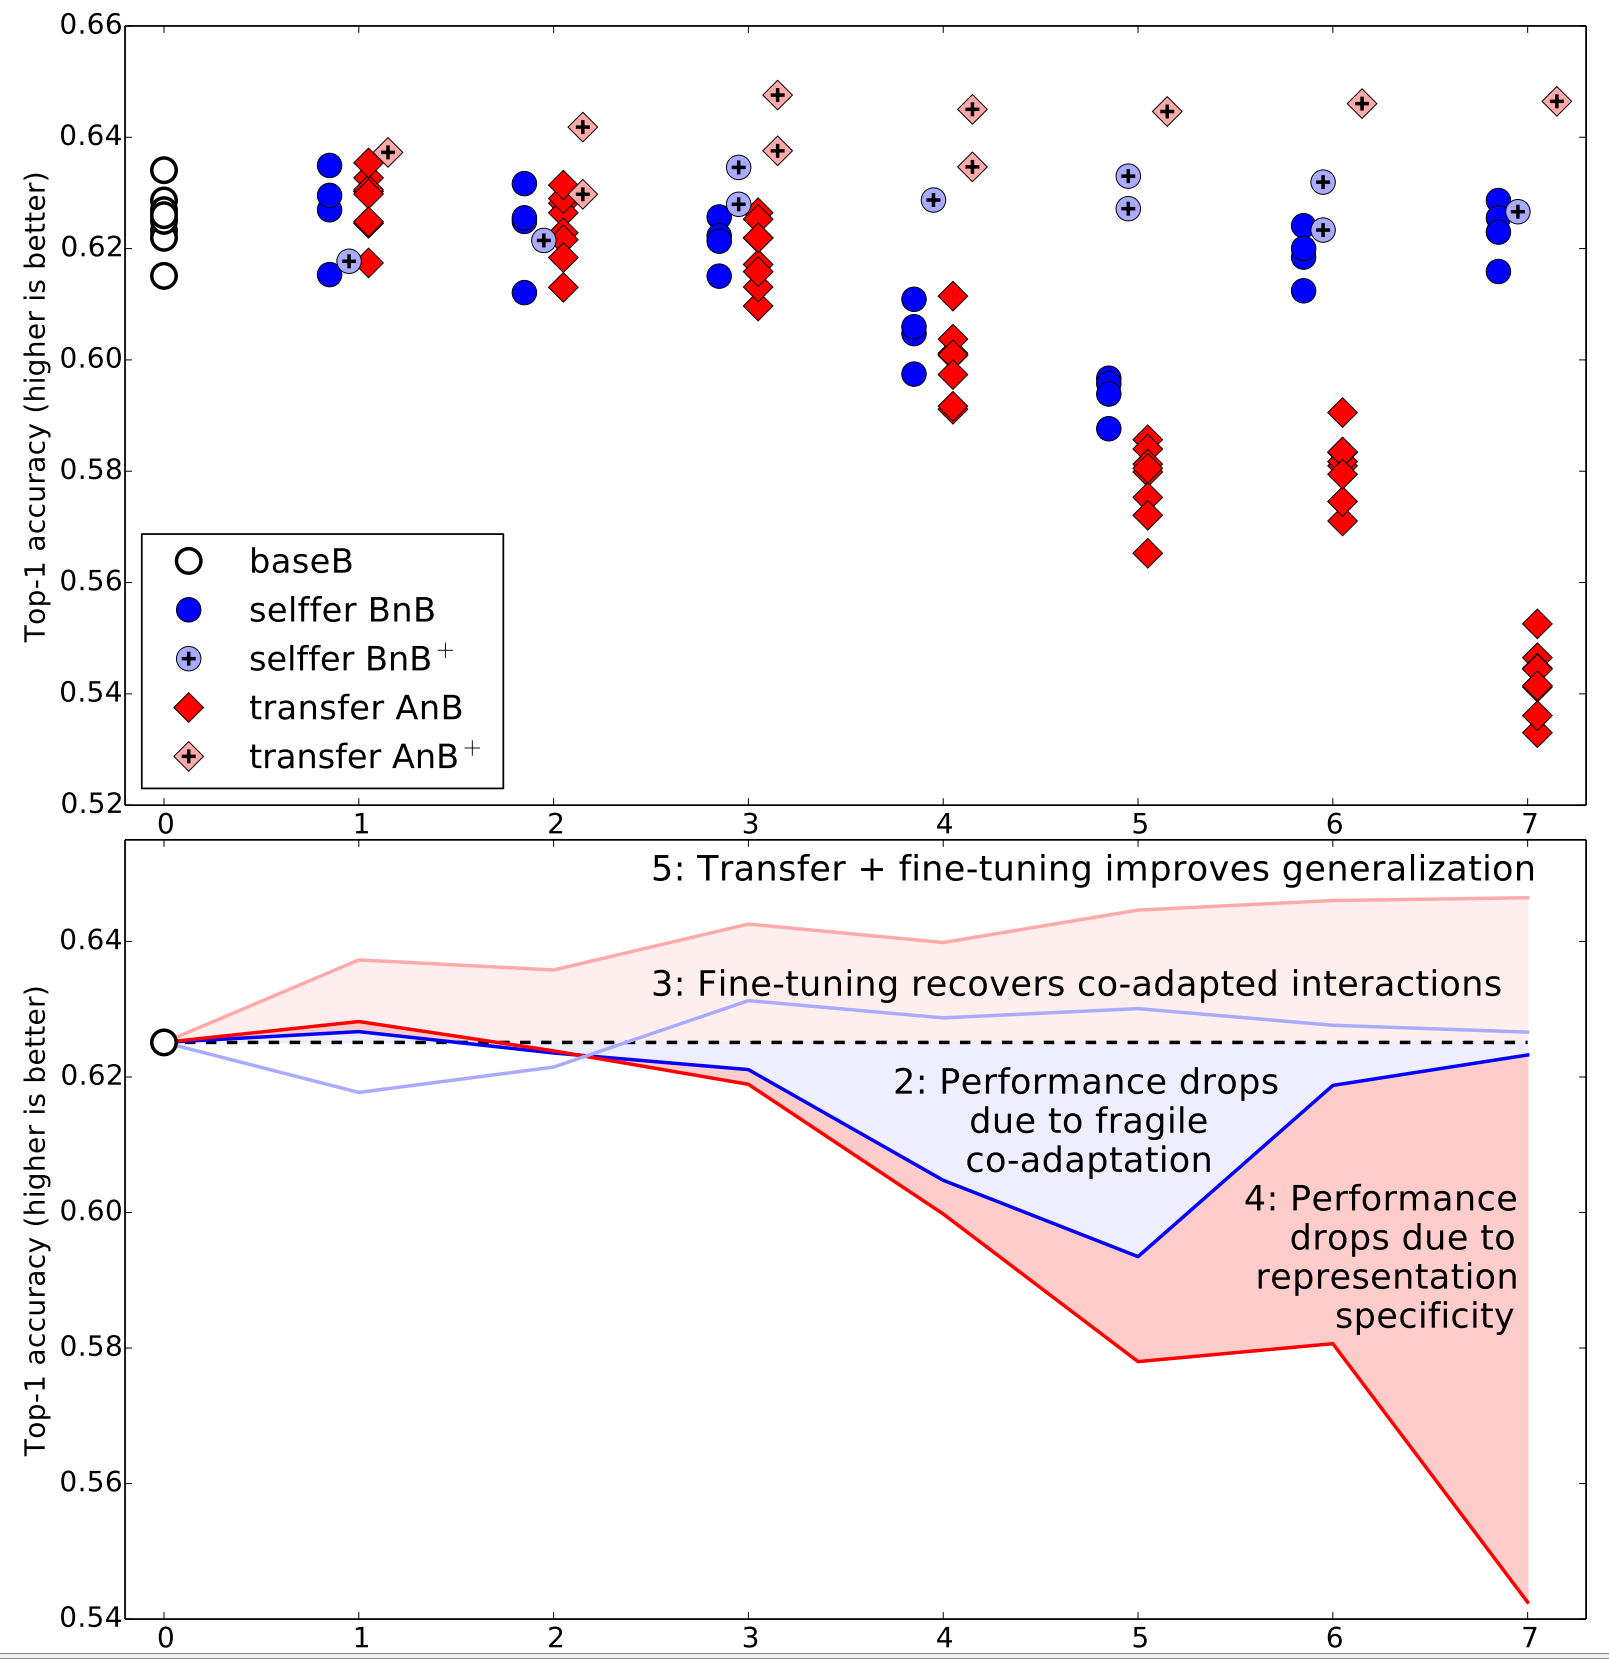 0.66
0.64
0.62
0.60
0.58
0.56
0.54
0.52
Top-1 accuracy (higher is better)
baseB
selffer BnB
selffer BnB+
transfer AnB
transfer AnB+
0 1 2 3 4 5 6 7
5: Transfer + fine-tuning improves generalization
3: Fine-tuning recovers co-adapted interactions
2: Performance drops
due to fragile
co-adaptation
4: Performance
drops due to
representation
specificity
0.64
0.62
0.60
0.58
0.56
0.54
Top-1 accuracy (higher is better)
0 1 2 3 4 5 6 7